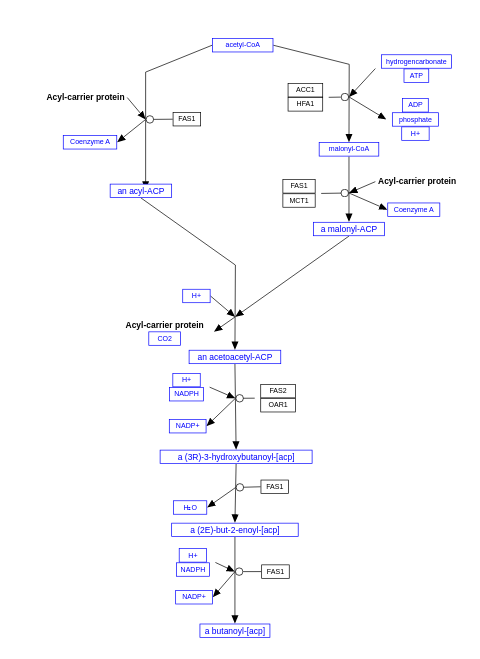 acetyl-CoA
hydrogencarbonate
ATP
ACC1
HFA1
Acyl-carrier protein
ADP
FAS1
phosphate
H+
Coenzyme A
malonyl-CoA
Acyl-carrier protein
FAS1
an acyl-ACP
MCT1
Coenzyme A
a malonyl-ACP
H+
Acyl-carrier protein
CO2
an acetoacetyl-ACP
H+
NADPH
FAS2
OAR1
NADP+
a (3R)-3-hydroxybutanoyl-[acp]
FAS1
H₂O
a (2E)-but-2-enoyl-[acp]
H+
NADPH
FAS1
NADP+
a butanoyl-[acp]